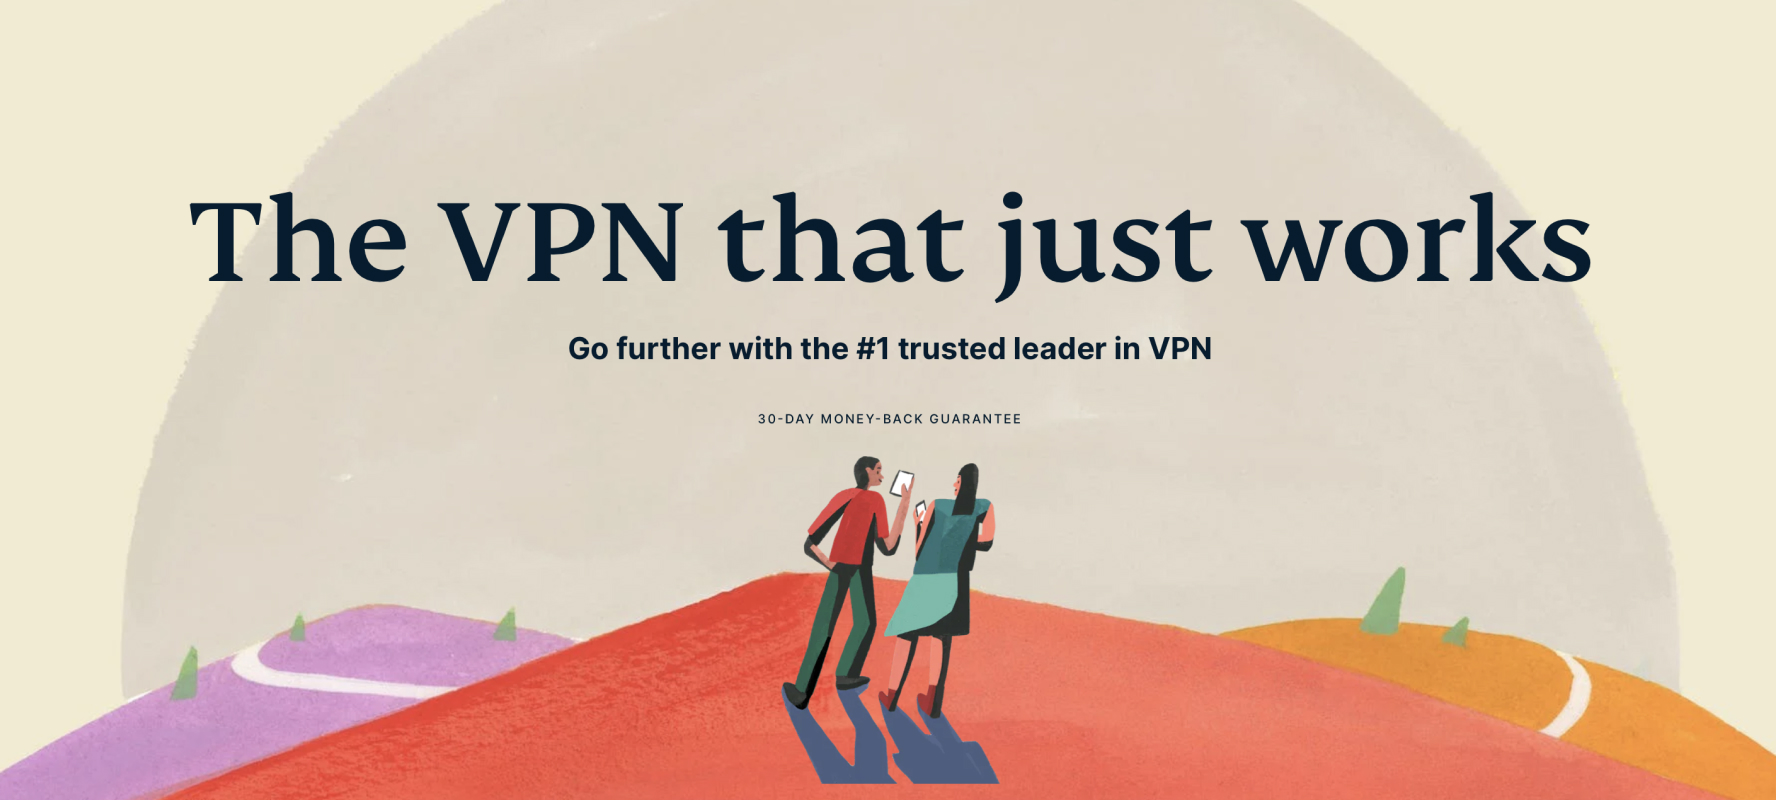 The VPN that just works
Go further with the #1 trusted leader in VPN
30-DAY MONEY-BACK GUARANTEE